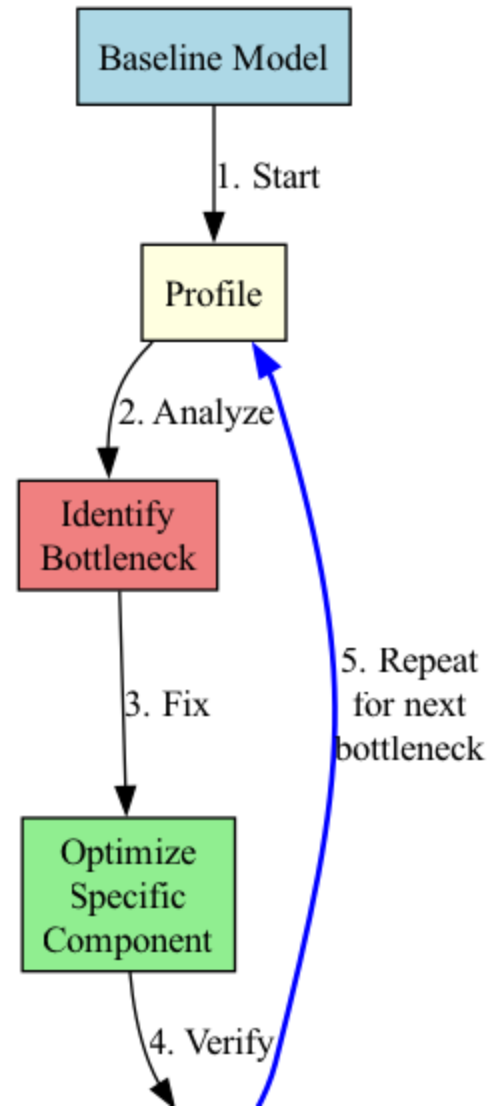 Baseline Model
1. Start
Profile
2. Analyze
Identify
Bottleneck
5. Repeat
for next
bottleneck
3. Fix
Optimize
Specific
Component
4. Verify